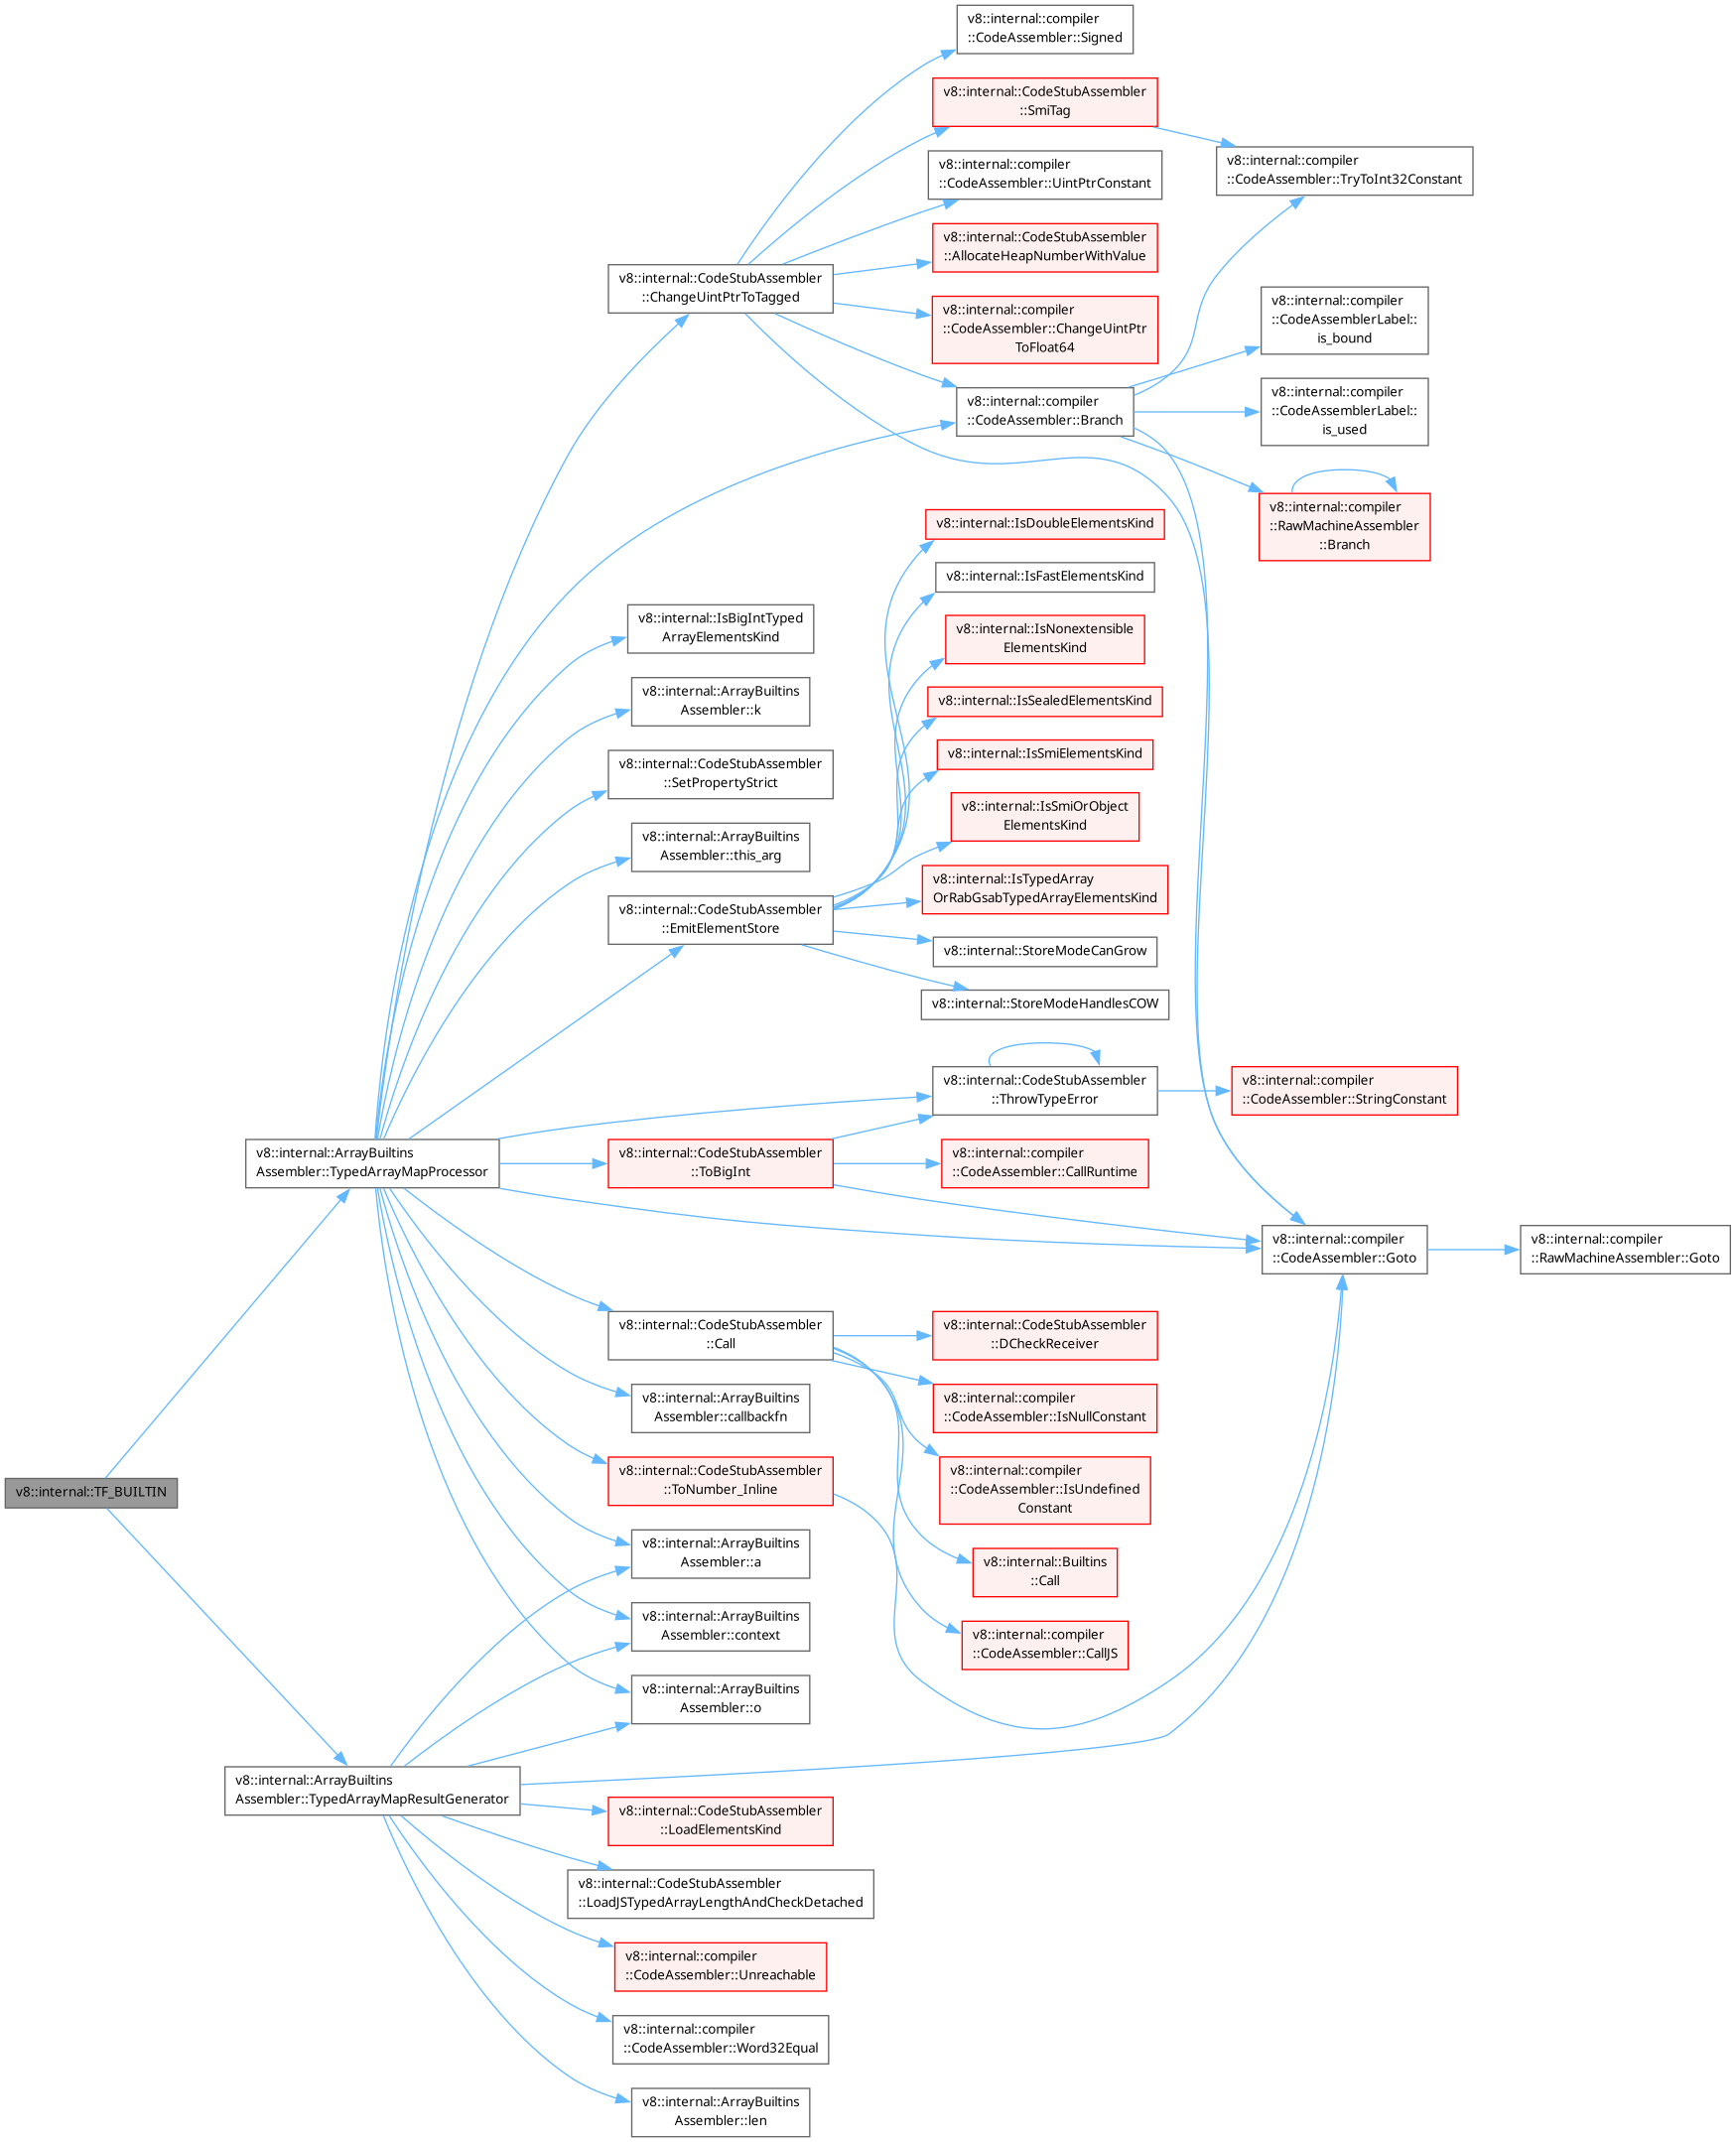 v8::internal::compiler
::CodeAssembler::Signed
v8::internal::CodeStubAssembler
::SmiTag
v8::internal::compiler
::CodeAssembler::TryToInt32Constant
v8::internal::compiler
::CodeAssembler::UintPtrConstant
v8::internal::CodeStubAssembler
::AllocateHeapNumberWithValue
v8::internal::CodeStubAssembler
::ChangeUintPtrToTagged
v8::internal::compiler
::CodeAssembler::ChangeUintPtr
ToFloat64
v8::internal::compiler
::CodeAssemblerLabel::
is_bound
v8::internal::compiler
::CodeAssembler::Branch
v8::internal::compiler
::CodeAssemblerLabel::
is_used
v8::internal::compiler
::RawMachineAssembler
::Branch
v8::internal::IsDoubleElementsKind
v8::internal::IsFastElementsKind
v8::internal::IsBigIntTyped
ArrayElementsKind
v8::internal::IsNonextensible
ElementsKind
v8::internal::ArrayBuiltins
Assembler::k
v8::internal::IsSealedElementsKind
v8::internal::IsSmiElementsKind
v8::internal::CodeStubAssembler
::SetPropertyStrict
v8::internal::IsSmiOrObject
ElementsKind
v8::internal::ArrayBuiltins
Assembler::this_arg
v8::internal::IsTypedArray
OrRabGsabTypedArrayElementsKind
v8::internal::CodeStubAssembler
::EmitElementStore
v8::internal::StoreModeCanGrow
v8::internal::StoreModeHandlesCOW
v8::internal::CodeStubAssembler
::ThrowTypeError
v8::internal::compiler
::CodeAssembler::StringConstant
v8::internal::ArrayBuiltins
Assembler::TypedArrayMapProcessor
v8::internal::CodeStubAssembler
::ToBigInt
v8::internal::compiler
::CodeAssembler::CallRuntime
v8::internal::compiler
::CodeAssembler::Goto
v8::internal::compiler
::RawMachineAssembler::Goto
v8::internal::CodeStubAssembler
::Call
v8::internal::CodeStubAssembler
::DCheckReceiver
v8::internal::ArrayBuiltins
Assembler::callbackfn
v8::internal::compiler
::CodeAssembler::IsNullConstant
v8::internal::TF_BUILTIN
v8::internal::CodeStubAssembler
::ToNumber_Inline
v8::internal::compiler
::CodeAssembler::IsUndefined
Constant
v8::internal::ArrayBuiltins
Assembler::a
v8::internal::Builtins
::Call
v8::internal::ArrayBuiltins
Assembler::context
v8::internal::compiler
::CodeAssembler::CallJS
v8::internal::ArrayBuiltins
Assembler::o
v8::internal::ArrayBuiltins
Assembler::TypedArrayMapResultGenerator
v8::internal::CodeStubAssembler
::LoadElementsKind
v8::internal::CodeStubAssembler
::LoadJSTypedArrayLengthAndCheckDetached
v8::internal::compiler
::CodeAssembler::Unreachable
v8::internal::compiler
::CodeAssembler::Word32Equal
v8::internal::ArrayBuiltins
Assembler::len